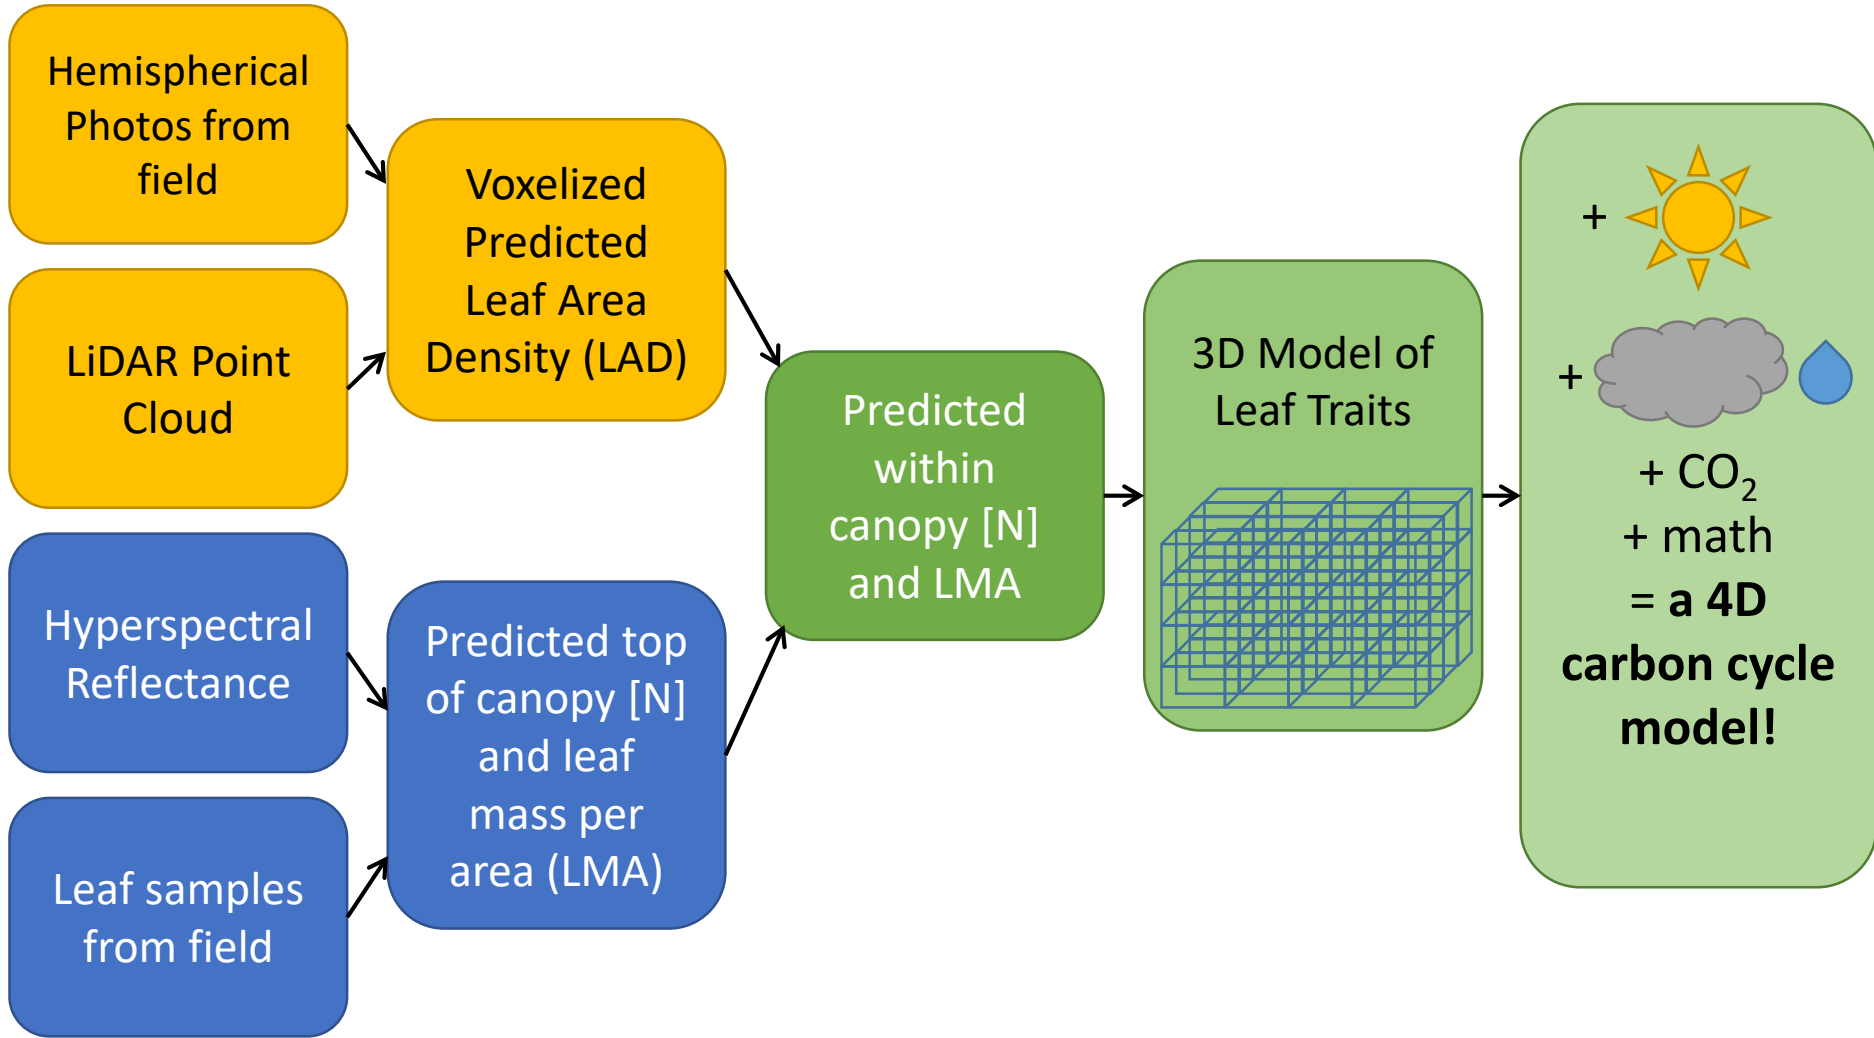 Hemispherical
Photos from
field
LiDAR Point
Cloud
Hyperspectral
Reflectance
Leaf samples
from field
Voxelized
Predicted
Leaf Area
Density (LAD)
Predicted top
of canopy [N]
and leaf
mass per
area (LMA)
Predicted
within
canopy [N]
and LMA
3D Model of
Leaf Traits
+
+
+ CO₂
+ math
= a 4D
carbon cycle
model!